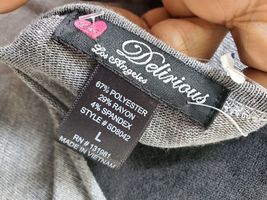 Delirious
Los Angeles
67% POLYESTER
29% RAYON
4% SPANDEX
STYLE # SD8042
L
RN # 131981
MADE IN VIETNAM